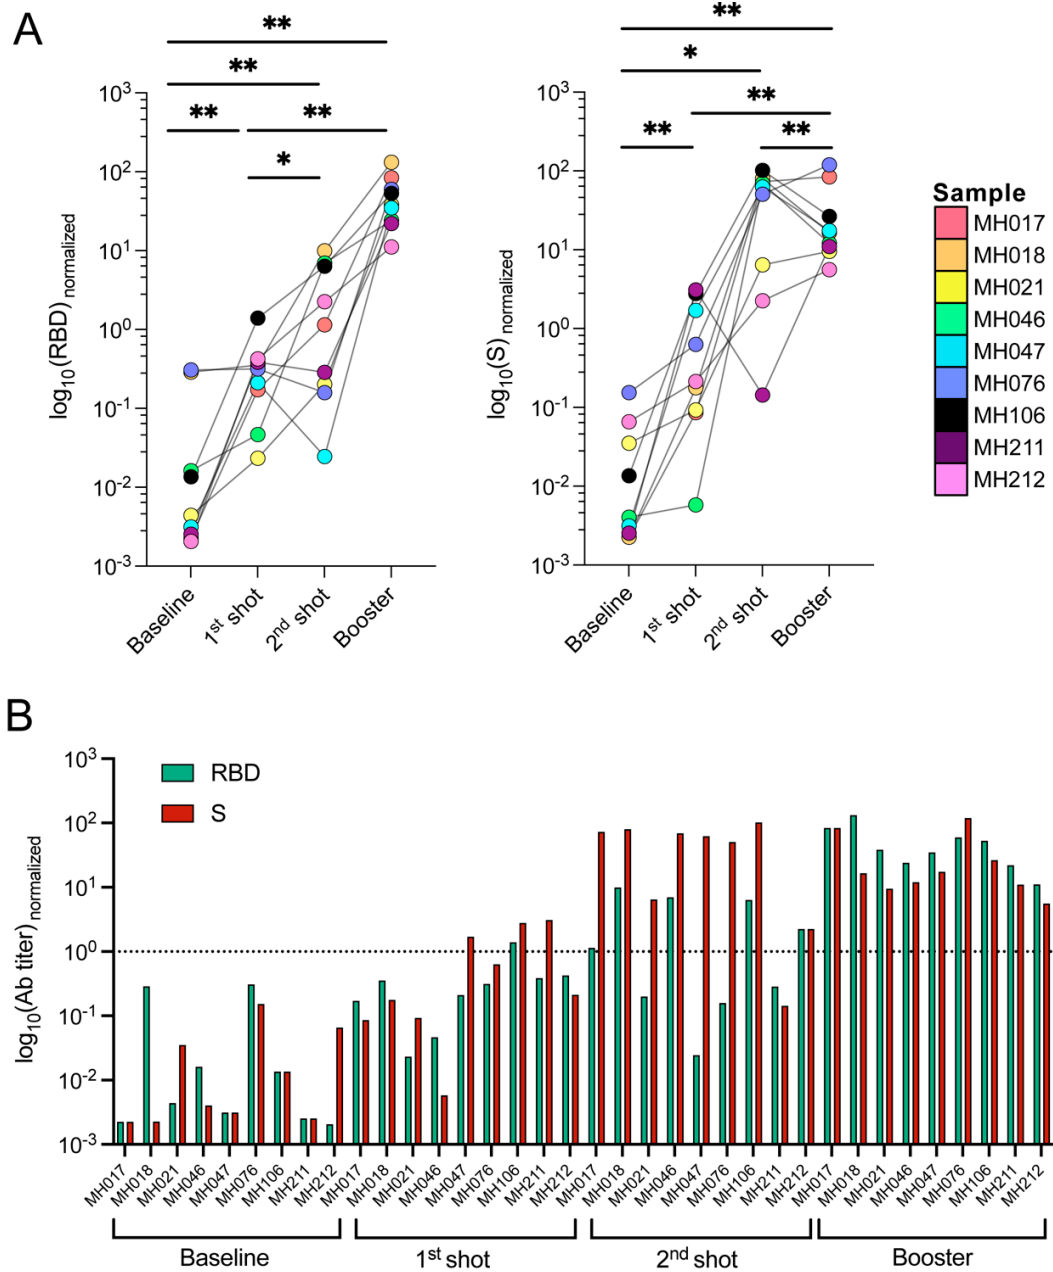 A
**
**
**
**
*
10³
10²
10¹
10⁰
10⁻¹
10⁻²
10⁻³
log₁₀(RBD)normalized
Baseline
1st shot
2nd shot
Booster
**
*
**
**
**
10³
10²
10¹
10⁰
10⁻¹
10⁻²
10⁻³
log₁₀(S)normalized
Baseline
1st shot
2nd shot
Booster
Sample
MH017
MH018
MH021
MH046
MH047
MH076
MH106
MH211
MH212
B
RBD
S
10³
10²
10¹
10⁰
10⁻¹
10⁻²
10⁻³
log₁₀(Ab titer)normalized
MH017
MH018
MH021
MH046
MH047
MH076
MH106
MH211
MH212
MH017
MH018
MH021
MH046
MH047
MH076
MH106
MH211
MH212
MH017
MH018
MH021
MH046
MH047
MH076
MH106
MH211
MH212
MH017
MH018
MH021
MH046
MH047
MH076
MH106
MH211
MH212
Baseline
1st shot
2nd shot
Booster